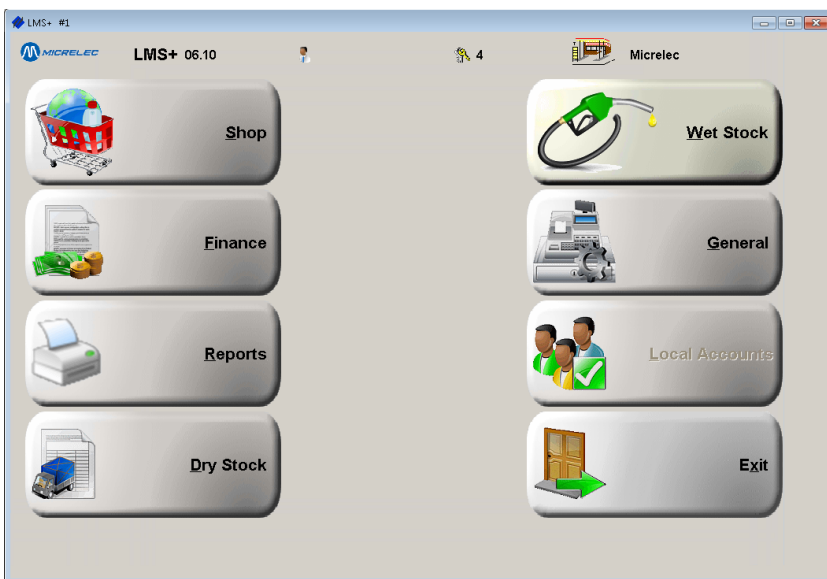 LMS+ #1
MICRELEC LMS+ 06.10 4 Micrelec
Shop
Wet Stock
Finance
General
Reports
Local Accounts
Dry Stock
Exit